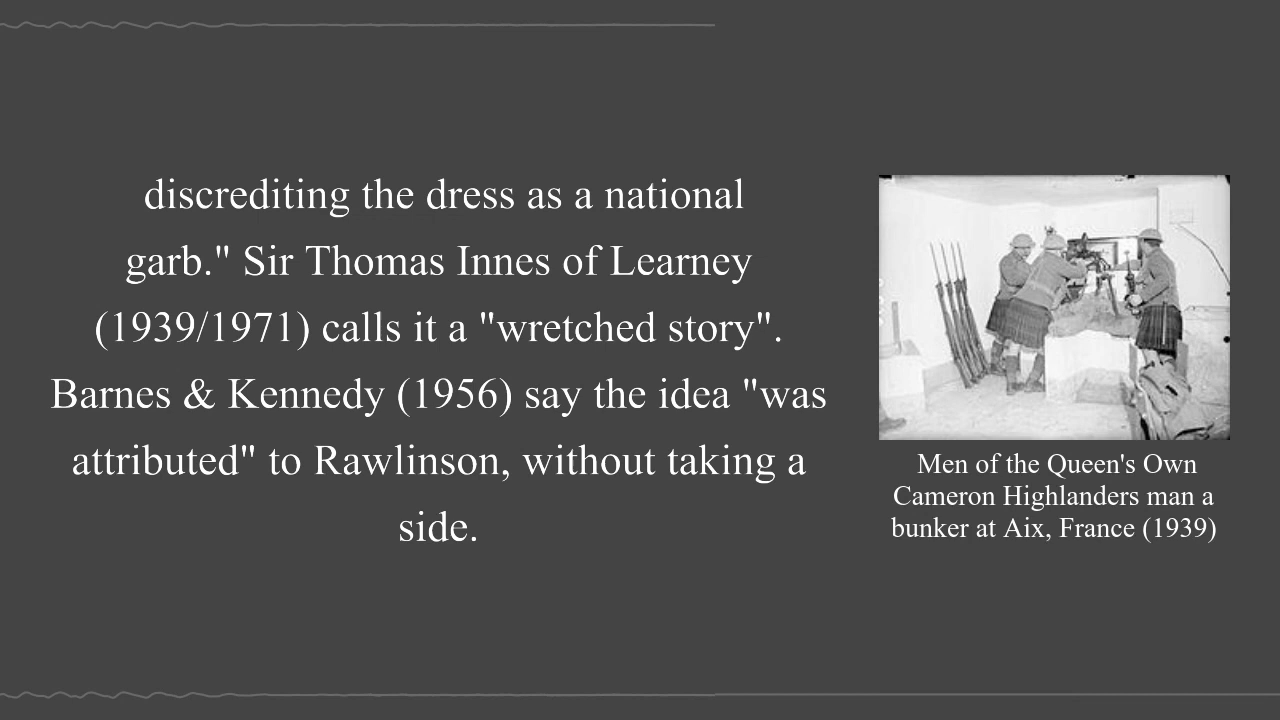 discrediting the dress as a national
garb." Sir Thomas Innes of Learney
(1939/1971) calls it a "wretched story".
Barnes & Kennedy (1956) say the idea "was
attributed" to Rawlinson, without taking a
side.
Men of the Queen's Own
Cameron Highlanders man a
bunker at Aix, France (1939)